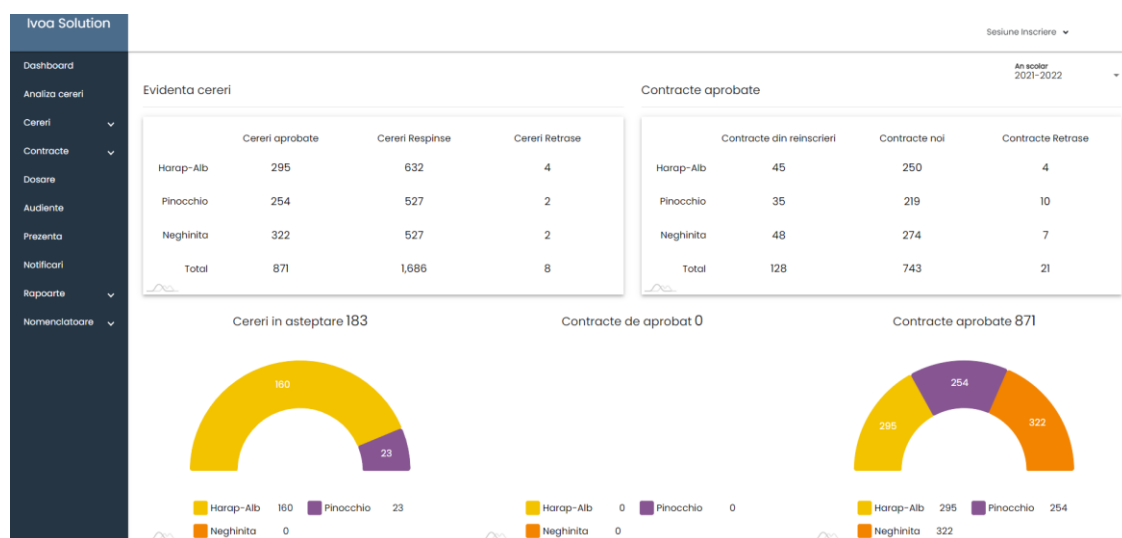 Ivoa Solution
Sesiune Inscriere
Dashboard
Analiza cereri
Cereri
Contracte
Dosare
Audiente
Prezenta
Notificari
Rapoarte
Nomenclatoare
An scolar
2021-2022
Evidenta cereri
Cereri aprobate Cereri Respinse Cereri Retrase
Harap-Alb 295 632 4
Pinocchio 254 527 2
Neghinita 322 527 2
Total 871 1,686 8
Contracte aprobate
Contracte din reinscrieri Contracte noi Contracte Retrase
Harap-Alb 45 250 4
Pinocchio 35 219 10
Neghinita 48 274 7
Total 128 743 21
Cereri in asteptare 183
160
23
Harap-Alb 160 Pinocchio 23
Neghinita 0
Contracte de aprobat 0
Harap-Alb 0 Pinocchio 0
Neghinita 0
Contracte aprobate 871
295
254
322
Harap-Alb 295 Pinocchio 254
Neghinita 322